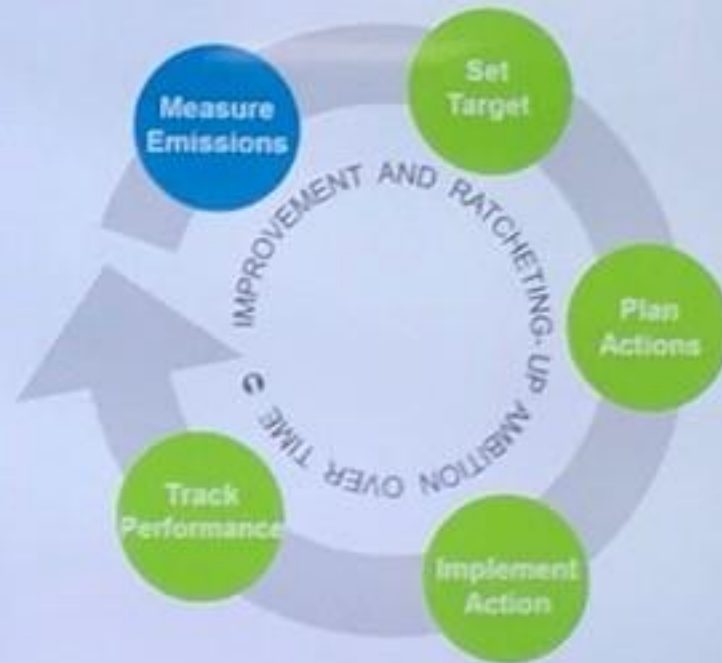 Measure
Emissions
Set
Target
Plan
Actions
Implement
Action
Track
Performance
IMPROVEMENT AND RATCHETING-UP AMBITION OVER TIME